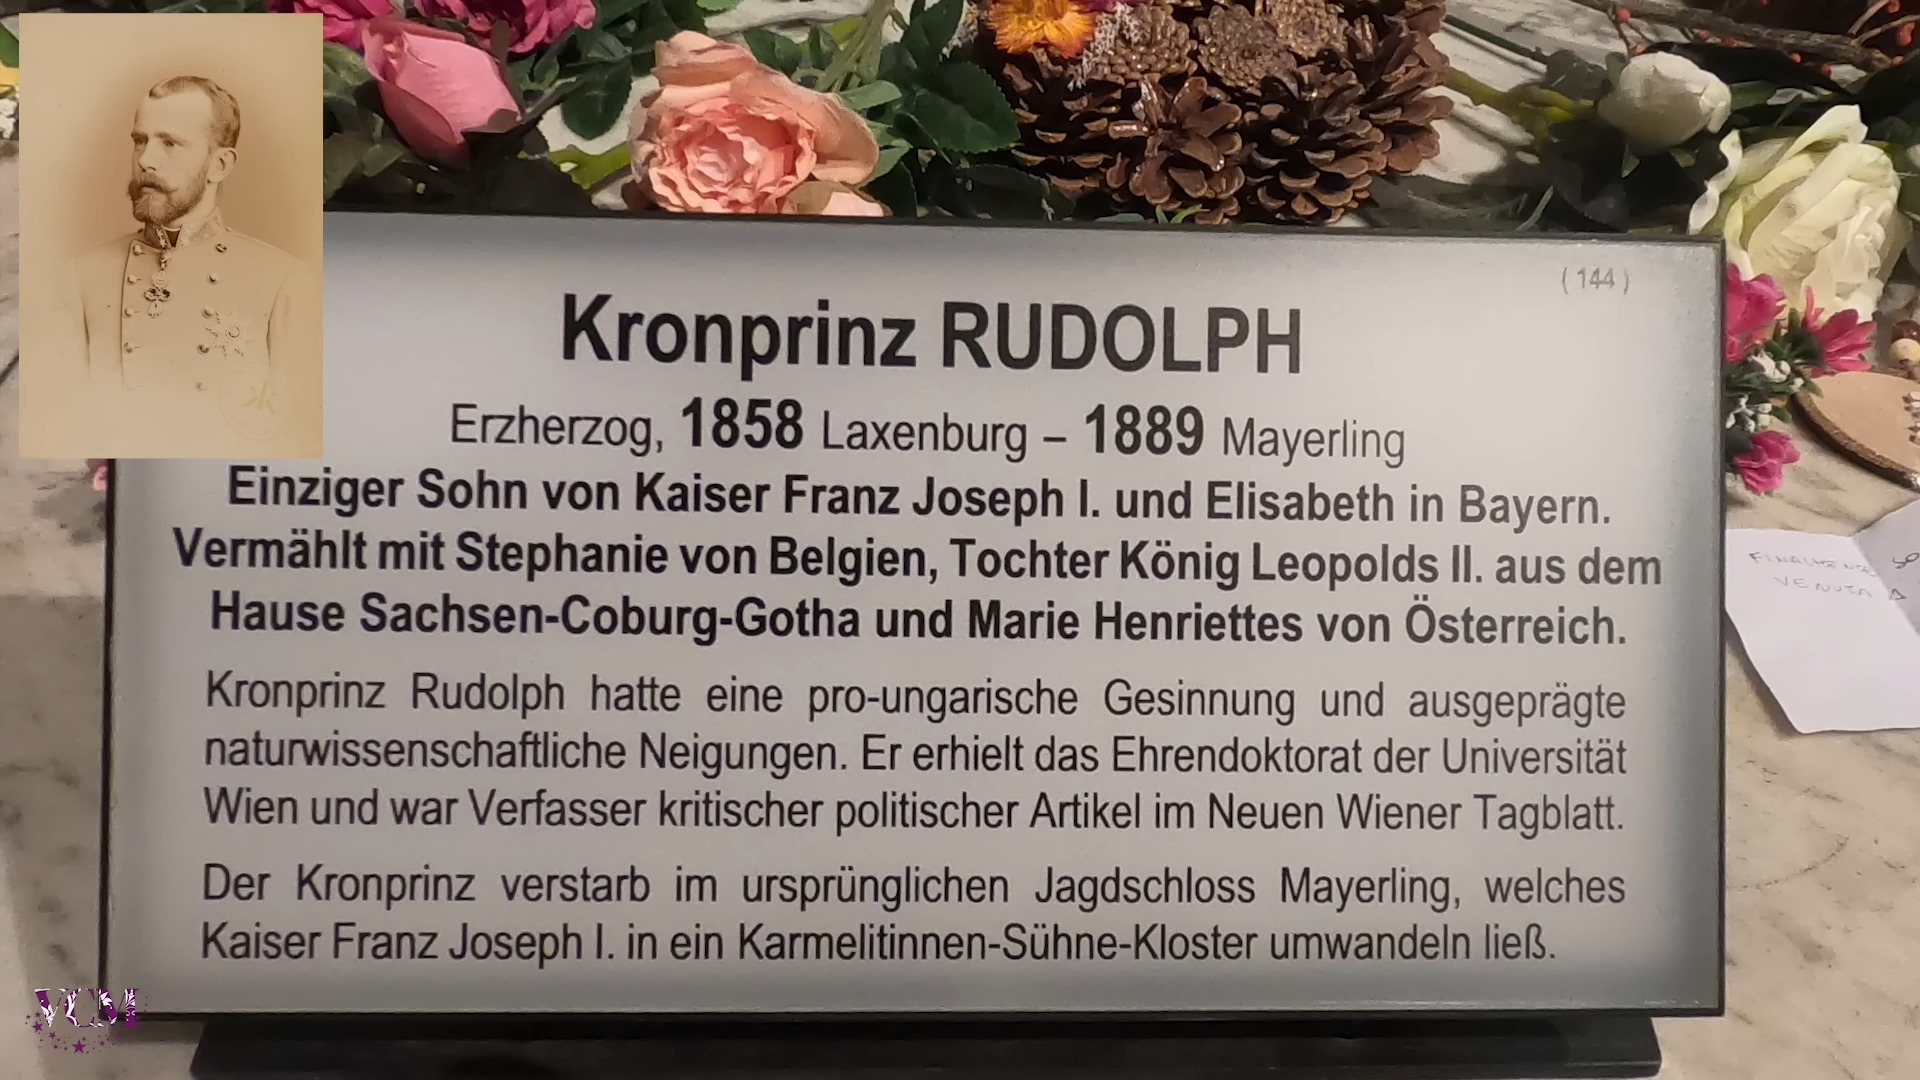 ( 144 )
Kronprinz RUDOLPH
Erzherzog, 1858 Laxenburg – 1889 Mayerling
Einziger Sohn von Kaiser Franz Joseph I. und Elisabeth in Bayern.
Vermählt mit Stephanie von Belgien, Tochter König Leopolds II. aus dem
Hause Sachsen-Coburg-Gotha und Marie Henriettes von Österreich.
Kronprinz Rudolph hatte eine pro-ungarische Gesinnung und ausgeprägte
naturwissenschaftliche Neigungen. Er erhielt das Ehrendoktorat der Universität
Wien und war Verfasser kritischer politischer Artikel im Neuen Wiener Tagblatt.
Der Kronprinz verstarb im ursprünglichen Jagdschloss Mayerling, welches
Kaiser Franz Joseph I. in ein Karmelitinnen-Sühne-Kloster umwandeln ließ.
FINALMENTE
VENUTA A
VCM